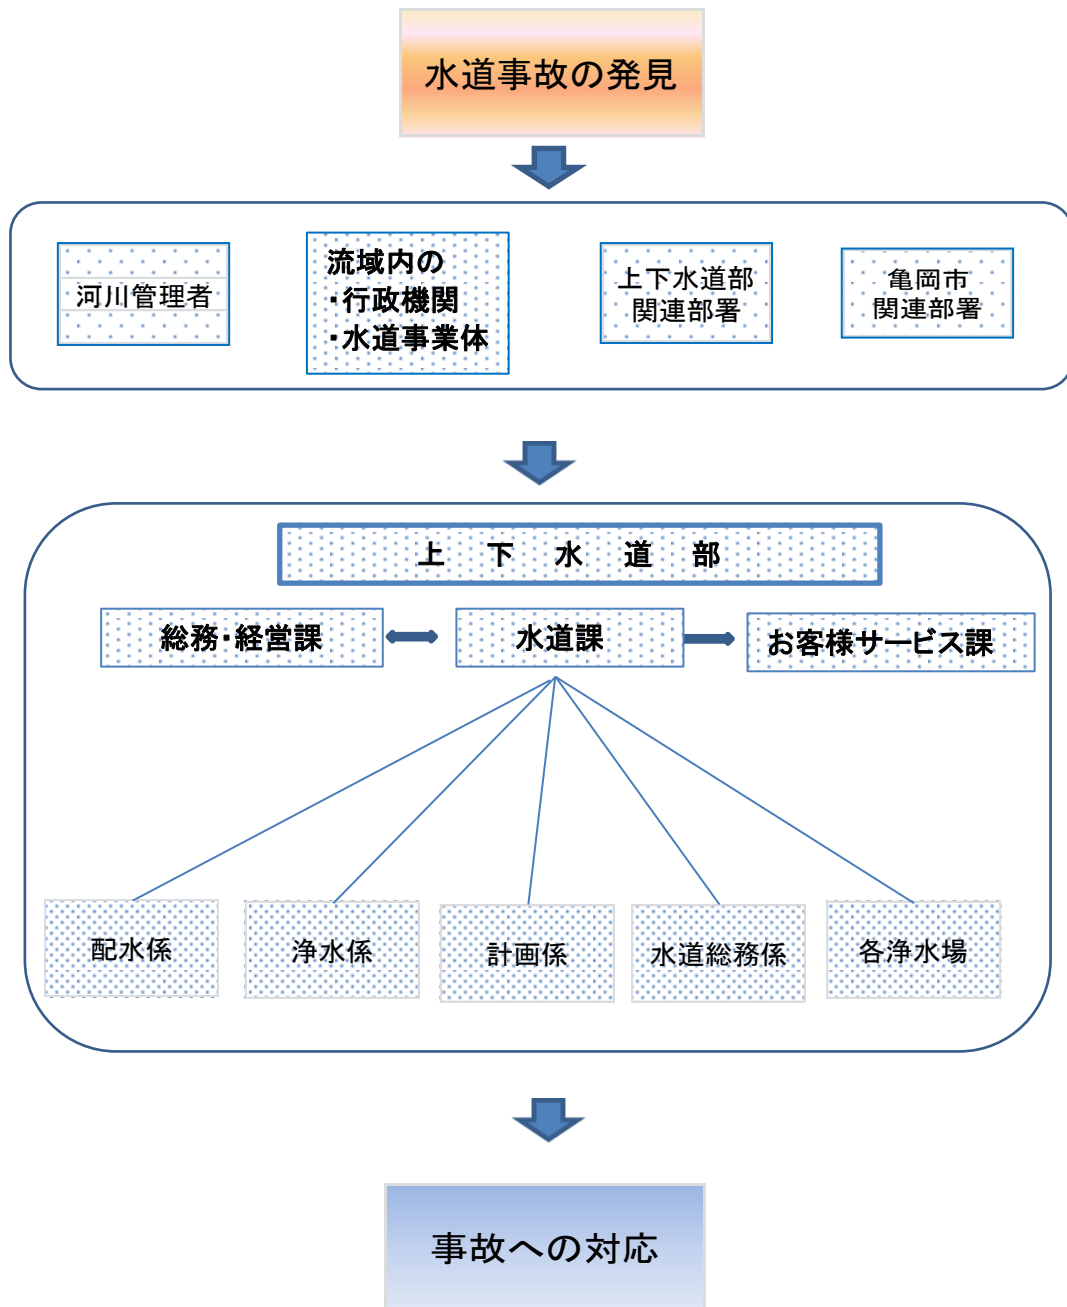 水道事故の発見
河川管理者
流域内の
・行政機関
・水道事業体
上下水道部
関連部署
亀岡市
関連部署
上下水道部
総務・経営課
水道課
お客様サービス課
配水係
浄水係
計画係
水道総務係
各浄水場
事故への対応